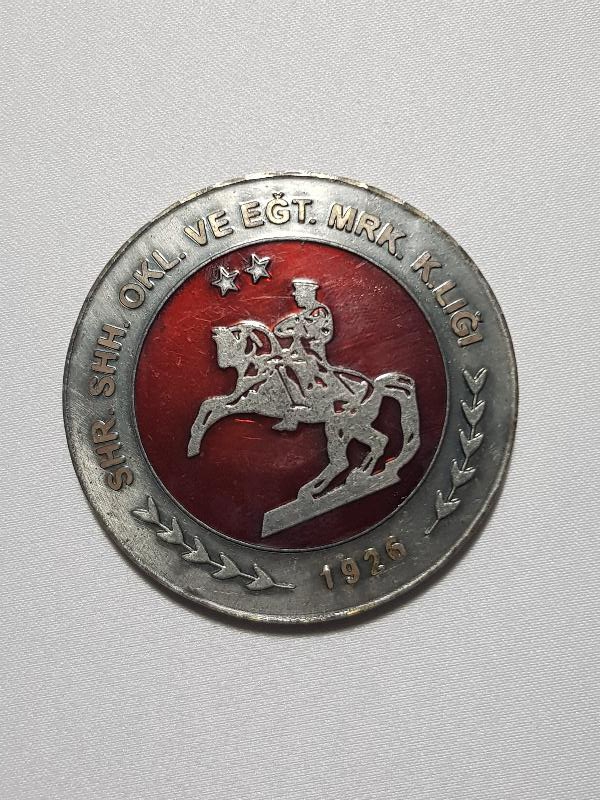 SHR. SHH. OKL. VE EĞT. MRK. K.LIĞI
1926